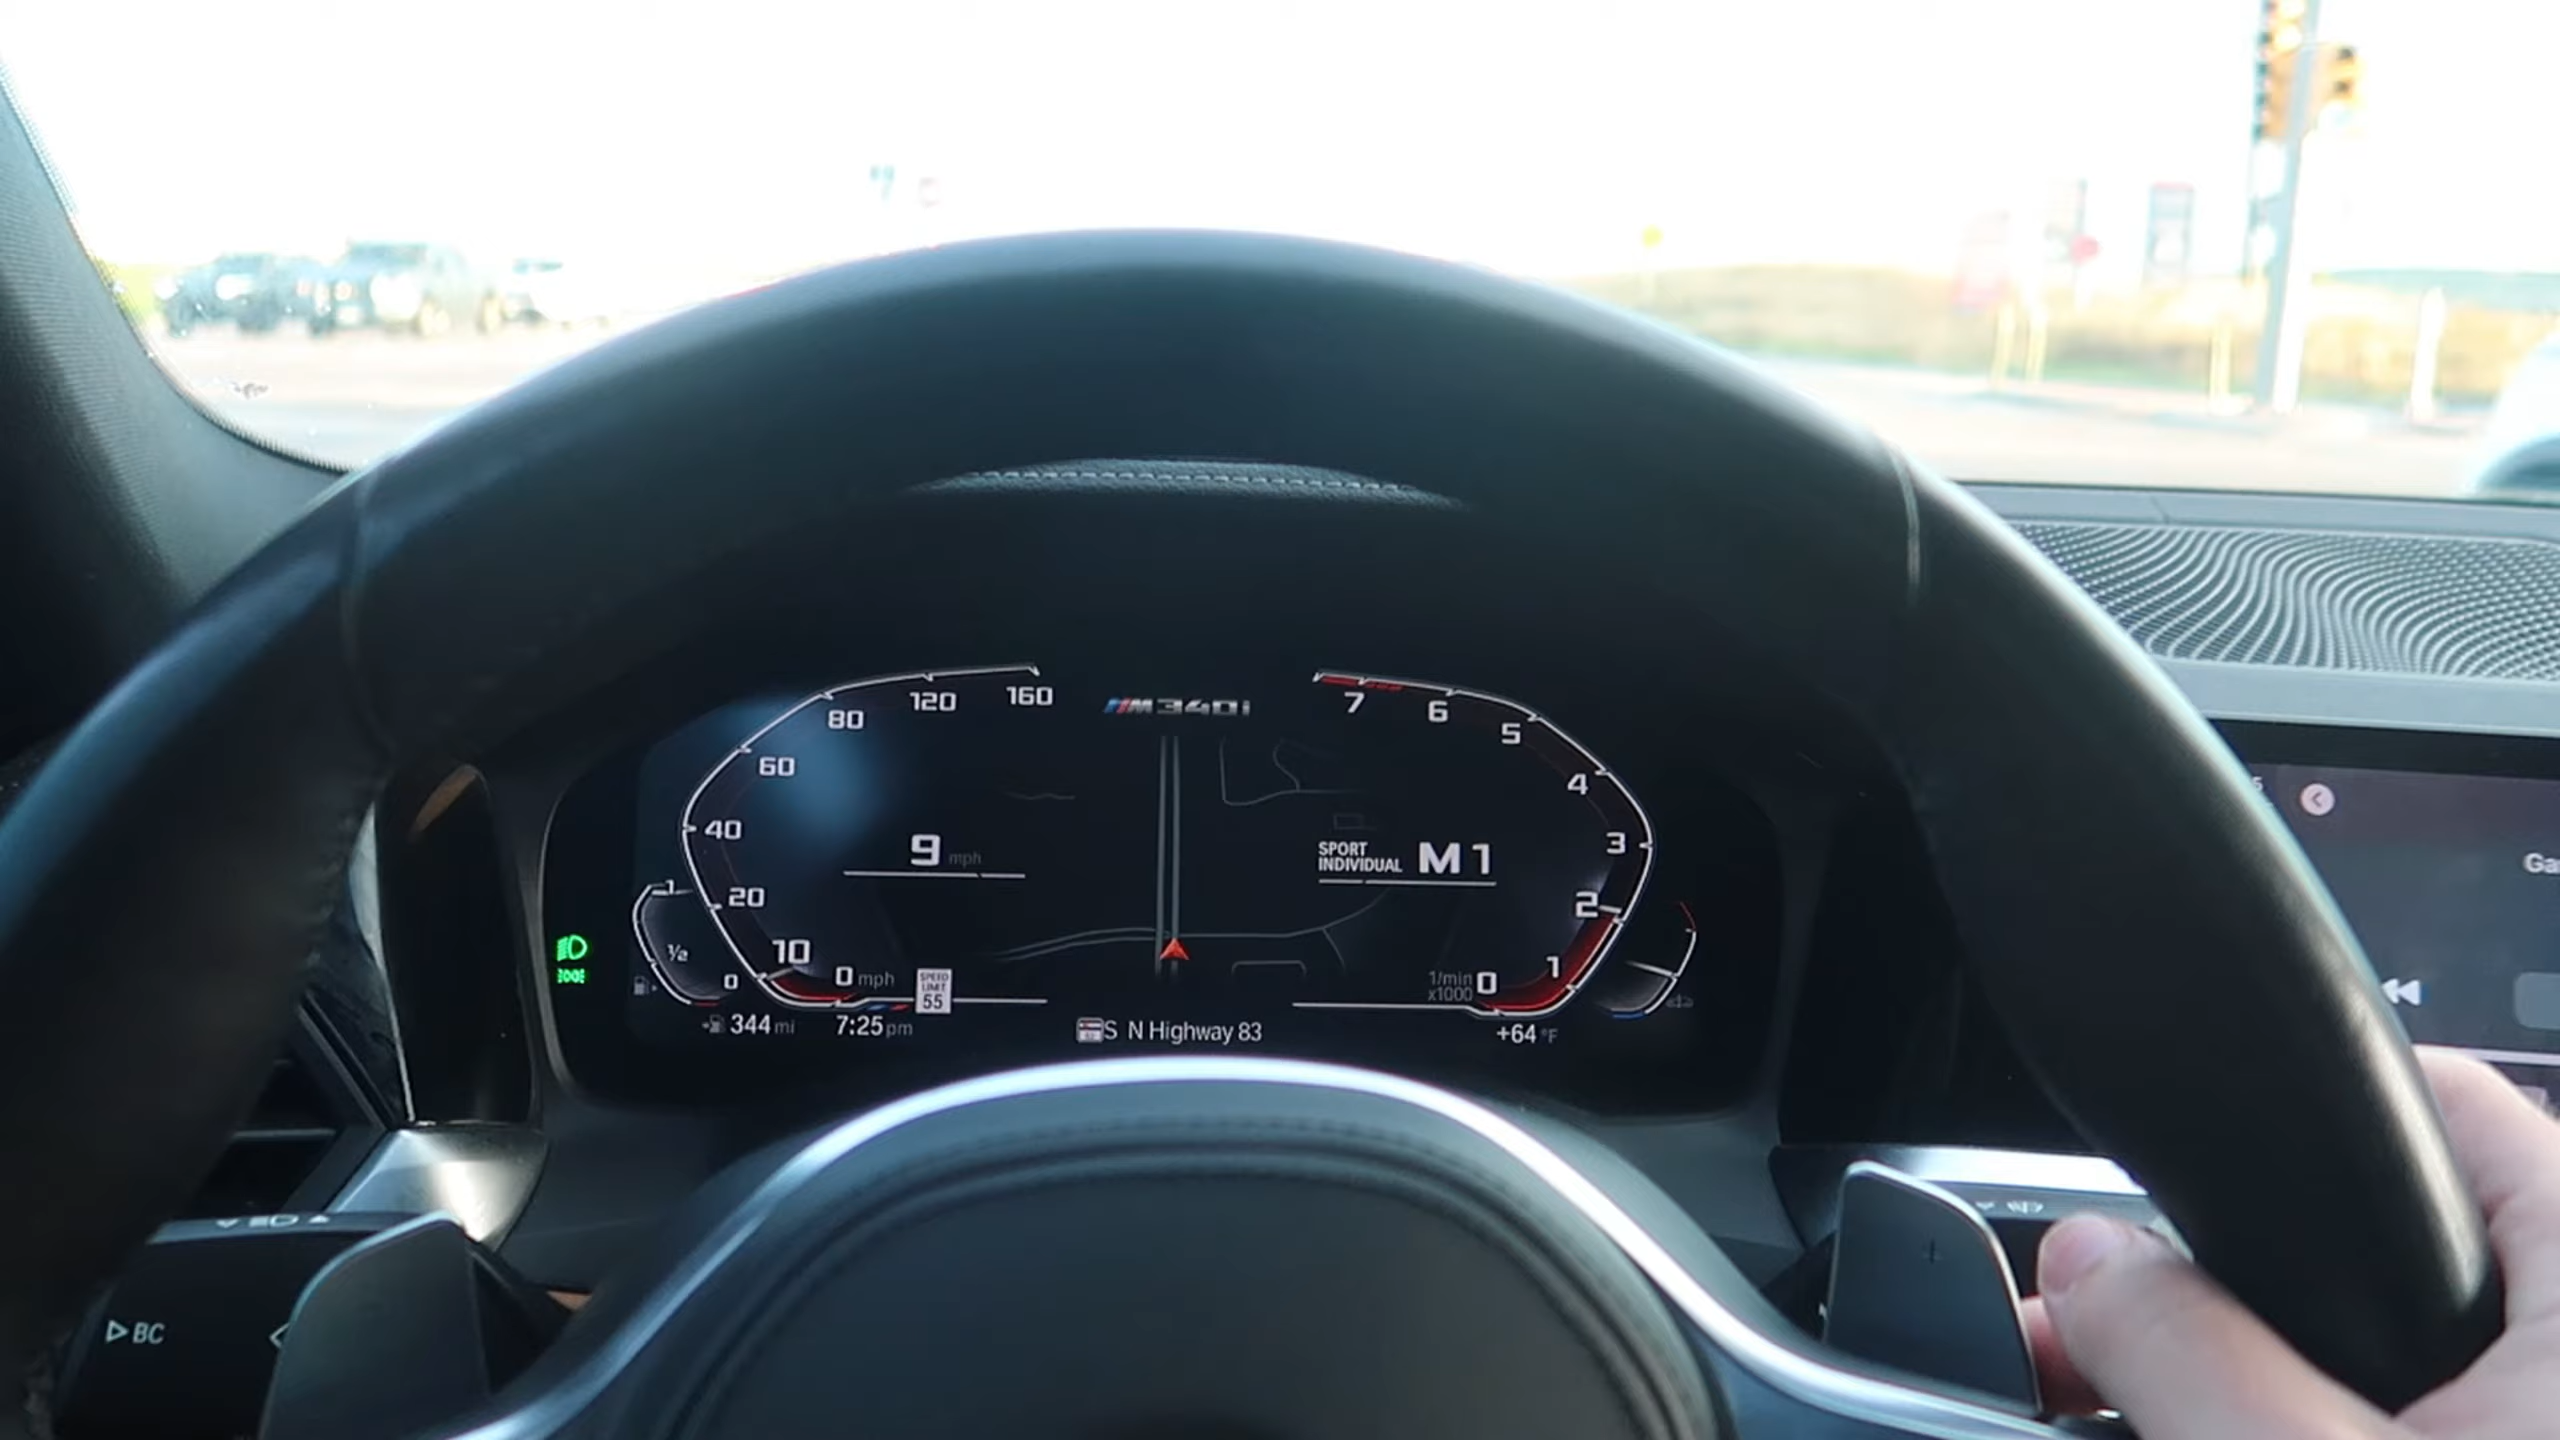 160
120
80
60
40
20
10
0 mph
M340i
7
6
5
4
3
2
1
0
1/min
x1000
9 mph
SPORT
INDIVIDUAL
M1
1
½
0
SPEED
LIMIT
55
344 mi
7:25 pm
S N Highway 83
+64 °F
Ga
BC
+